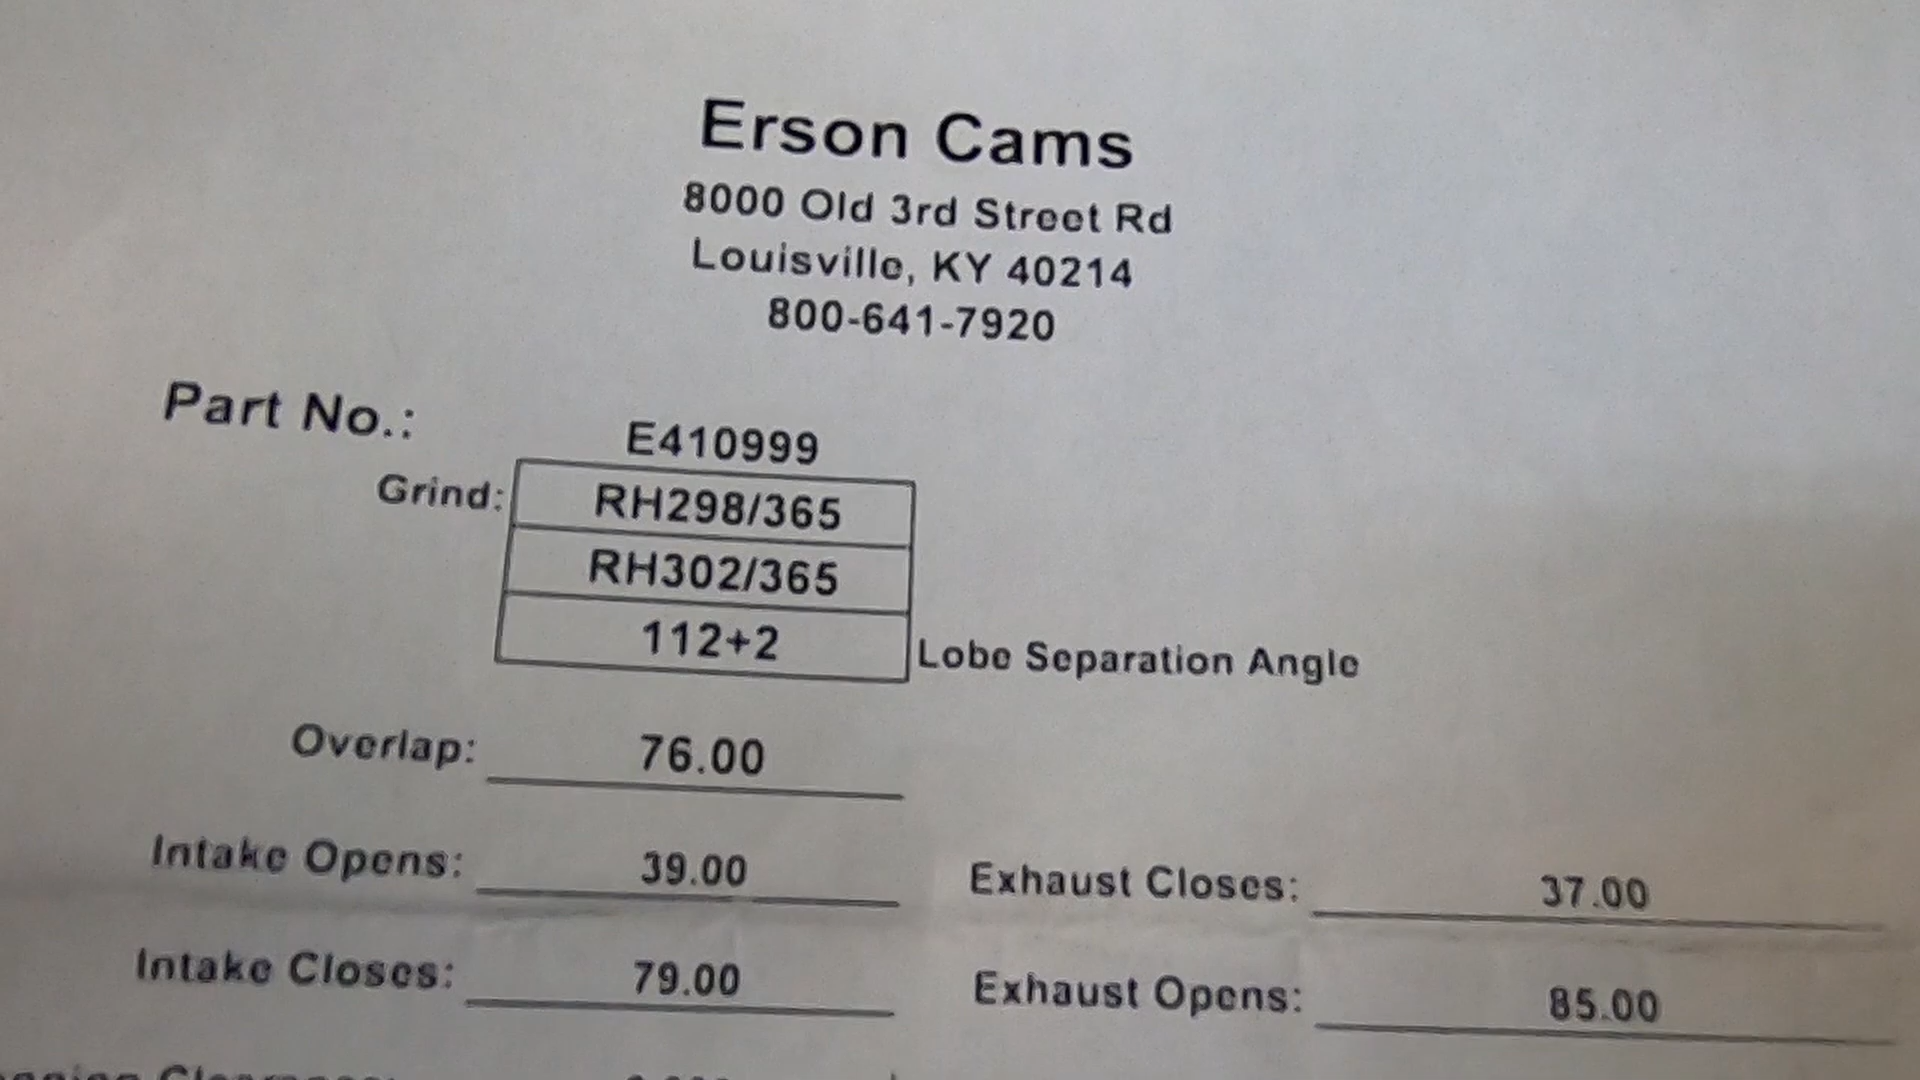 Erson Cams
8000 Old 3rd Street Rd
Louisville, KY 40214
800-641-7920
Part No.: E410999
Grind: RH298/365
RH302/365
112+2 Lobe Separation Angle
Overlap: 76.00
Intake Opens: 39.00 Exhaust Closes: 37.00
Intake Closes: 79.00 Exhaust Opens: 85.00